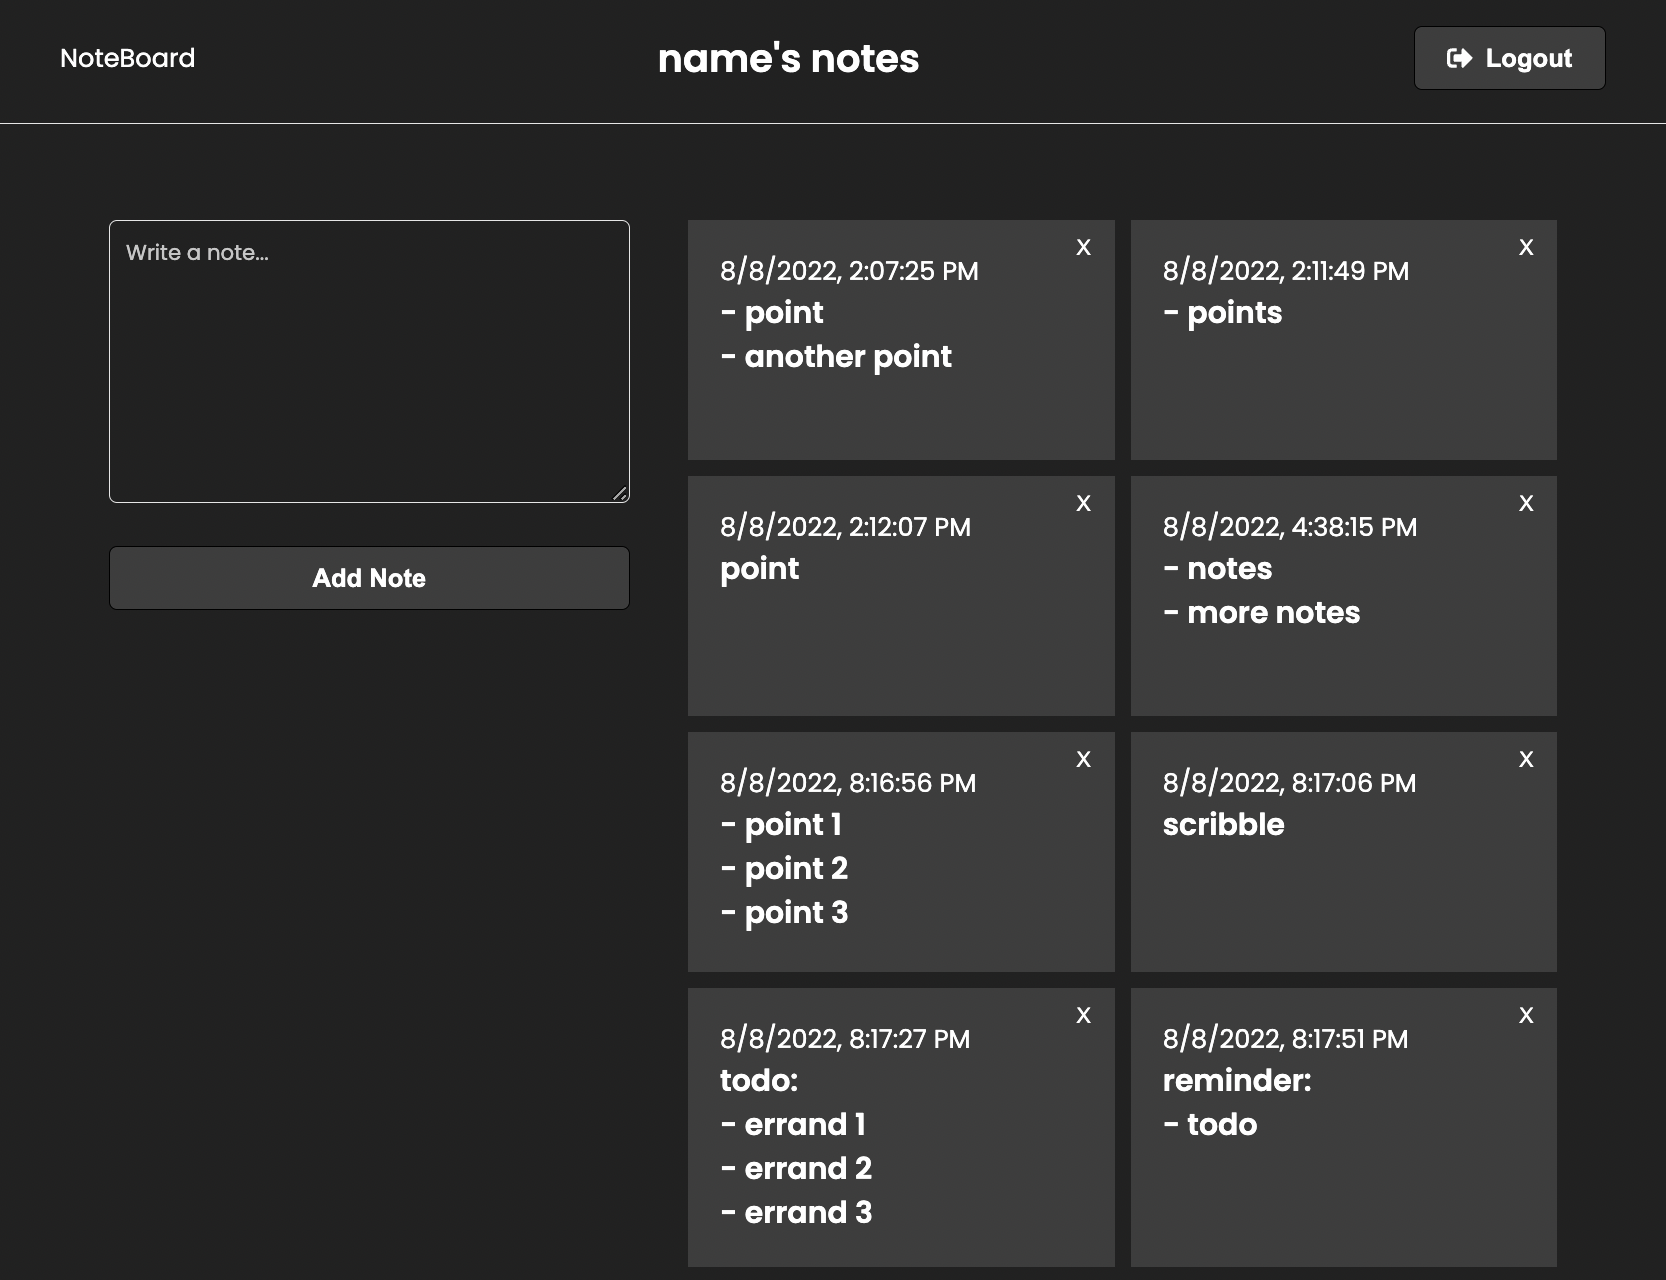 NoteBoard
name's notes
Logout
Write a note...
Add Note
X
8/8/2022, 2:07:25 PM
- point
- another point
X
8/8/2022, 2:11:49 PM
- points
X
8/8/2022, 2:12:07 PM
point
X
8/8/2022, 4:38:15 PM
- notes
- more notes
X
8/8/2022, 8:16:56 PM
- point 1
- point 2
- point 3
X
8/8/2022, 8:17:06 PM
scribble
X
8/8/2022, 8:17:27 PM
todo:
- errand 1
- errand 2
- errand 3
X
8/8/2022, 8:17:51 PM
reminder:
- todo